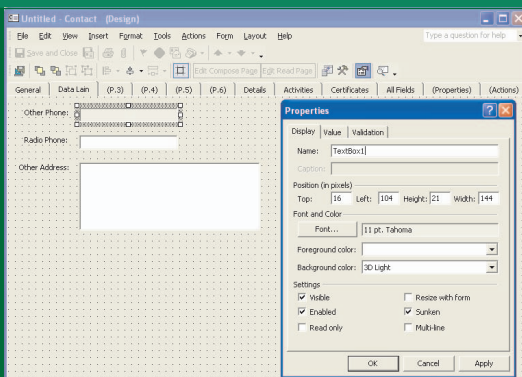 Untitled - Contact (Design)
File Edit View Insert Format Tools Actions Form Layout Help
Type a question for help
Save and Close
Edit Compose Page Edit Read Page
General Data Lain (P.3) (P.4) (P.5) (P.6) Details Activities Certificates All Fields (Properties) (Actions)
Other Phone:
Radio Phone:
Other Address:
Properties
Display Value Validation
Name: TextBox1
Caption:
Position (in pixels)
Top: 16 Left: 104 Height: 21 Width: 144
Font and Color
Font... 11 pt. Tahoma
Foreground color:
Background color: 3D Light
Settings
Visible Resize with form
Enabled Sunken
Read only Multi-line
OK Cancel Apply